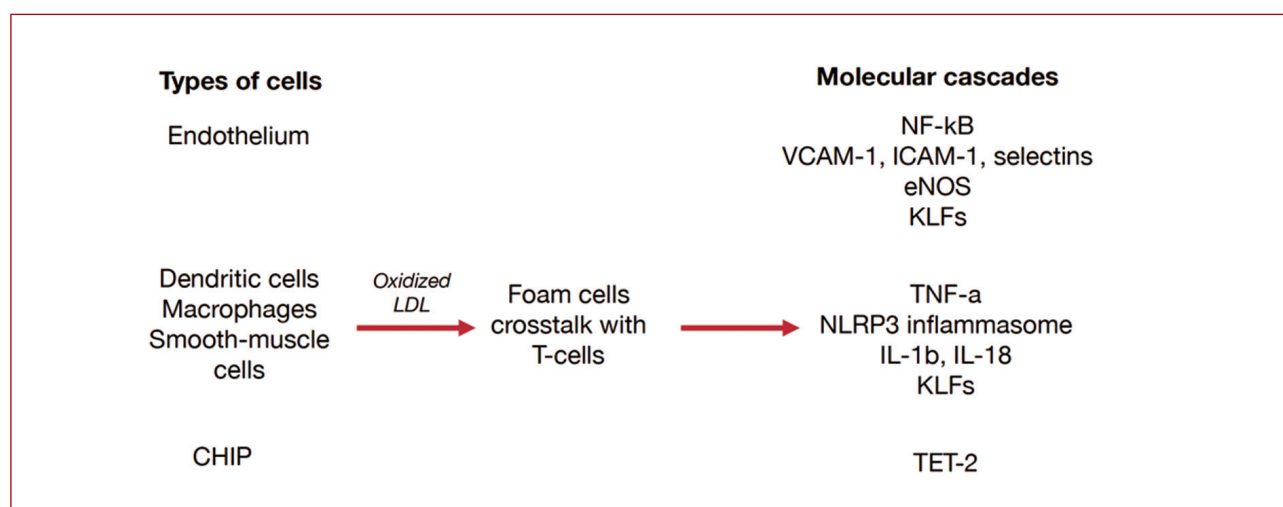 Types of cells
Molecular cascades
Endothelium
NF-kB
VCAM-1, ICAM-1, selectins
eNOS
KLFs
Dendritic cells
Macrophages
Smooth-muscle
cells
Oxidized
LDL
Foam cells
crosstalk with
T-cells
TNF-a
NLRP3 inflammasome
IL-1b, IL-18
KLFs
CHIP
TET-2